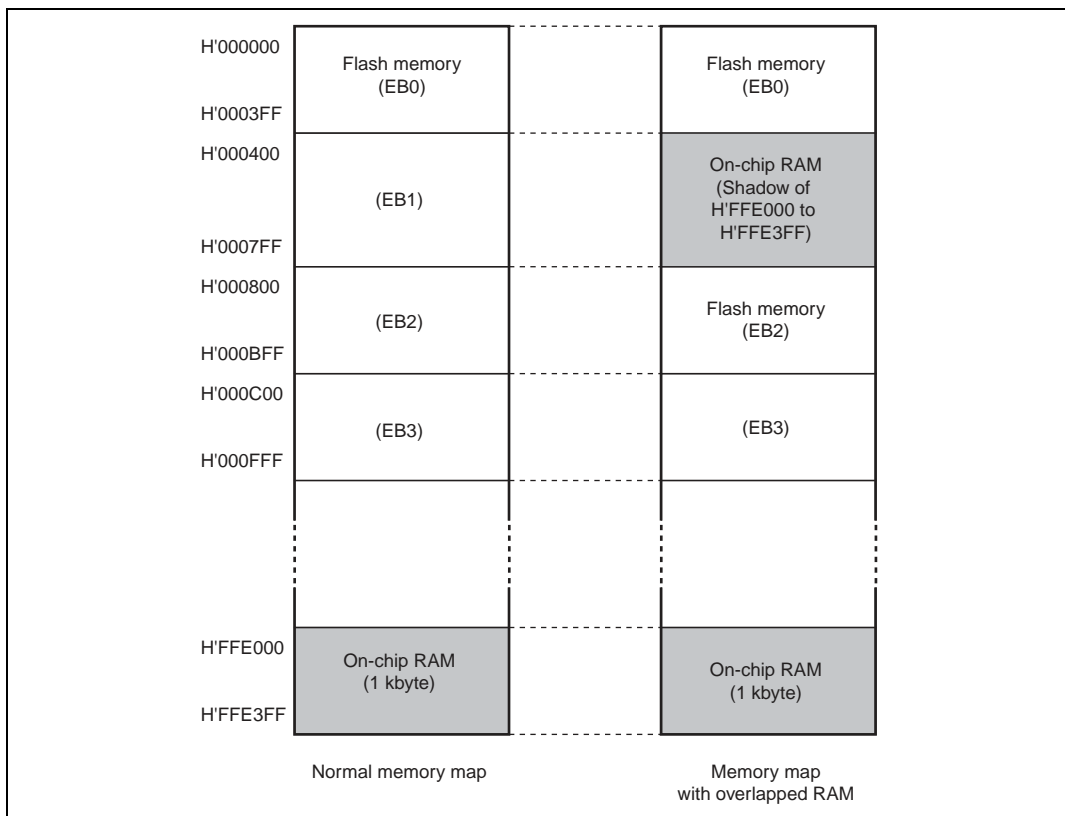 H'000000
Flash memory
(EB0)
Flash memory
(EB0)
H'0003FF
H'000400
(EB1)
On-chip RAM
(Shadow of
H'FFE000 to
H'FFE3FF)
H'0007FF
H'000800
(EB2)
Flash memory
(EB2)
H'000BFF
H'000C00
(EB3)
(EB3)
H'000FFF
H'FFE000
On-chip RAM
(1 kbyte)
On-chip RAM
(1 kbyte)
H'FFE3FF
Normal memory map
Memory map
with overlapped RAM